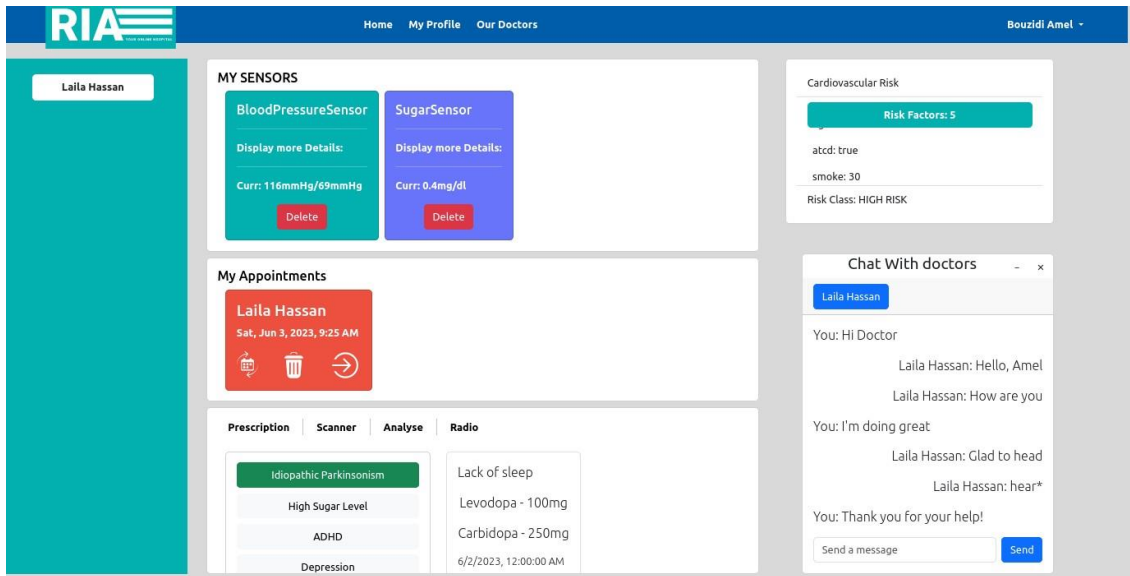 RIA
YOUR ONLINE HOSPITAL
Home My Profile Our Doctors
Bouzidi Amel
Laila Hassan
MY SENSORS
BloodPressureSensor
Display more Details:
Curr: 116mmHg/69mmHg
Delete
SugarSensor
Display more Details:
Curr: 0.4mg/dl
Delete
My Appointments
Laila Hassan
Sat, Jun 3, 2023, 9:25 AM
Prescription Scanner Analyse Radio
Idiopathic Parkinsonism
High Sugar Level
ADHD
Depression
Lack of sleep
Levodopa - 100mg
Carbidopa - 250mg
6/2/2023, 12:00:00 AM
Cardiovascular Risk
Risk Factors: 5
atcd: true
smoke: 30
Risk Class: HIGH RISK
Chat With doctors
Laila Hassan
You: Hi Doctor
Laila Hassan: Hello, Amel
Laila Hassan: How are you
You: I'm doing great
Laila Hassan: Glad to head
Laila Hassan: hear*
You: Thank you for your help!
Send a message
Send